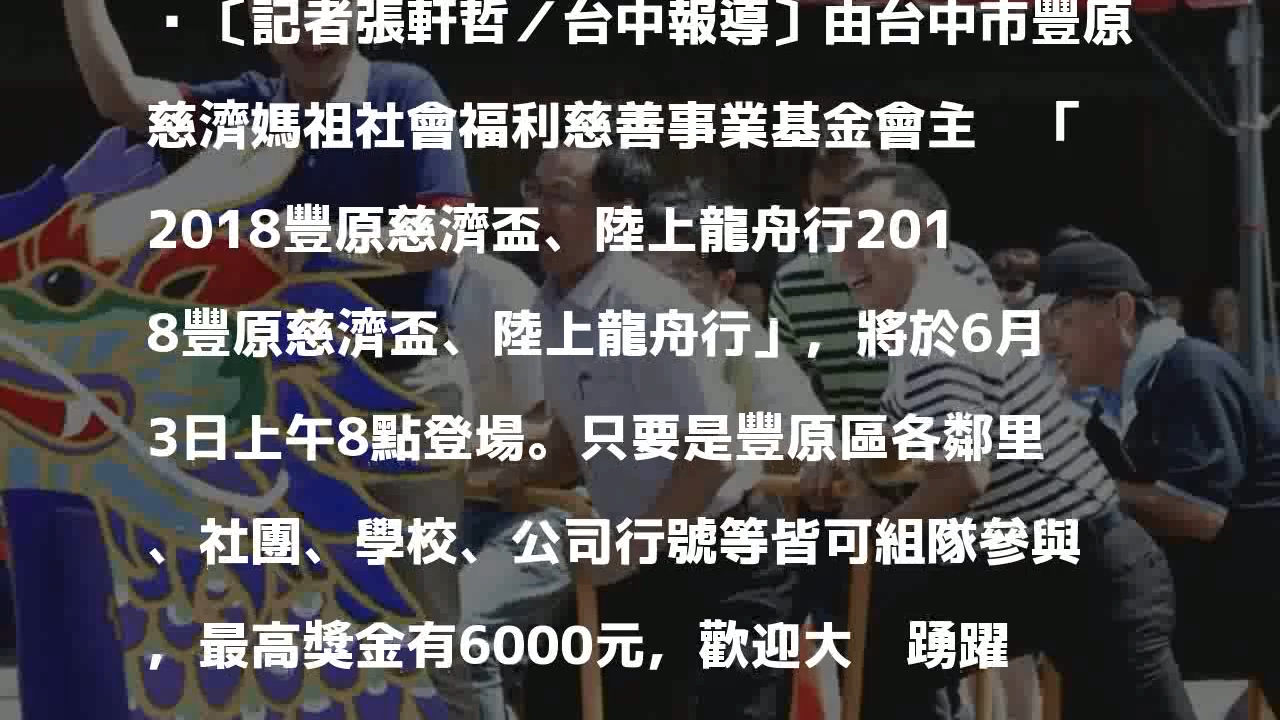 ・〔記者張軒哲／台中報導〕由台中市豐原
慈濟媽祖社會福利慈善事業基金會主　「
2018豐原慈濟盃、陸上龍舟行201
8豐原慈濟盃、陸上龍舟行」，將於6月
3日上午8點登場。只要是豐原區各鄰里
、社團、學校、公司行號等皆可組隊參與
，最高獎金有6000元，歡迎大　踴躍